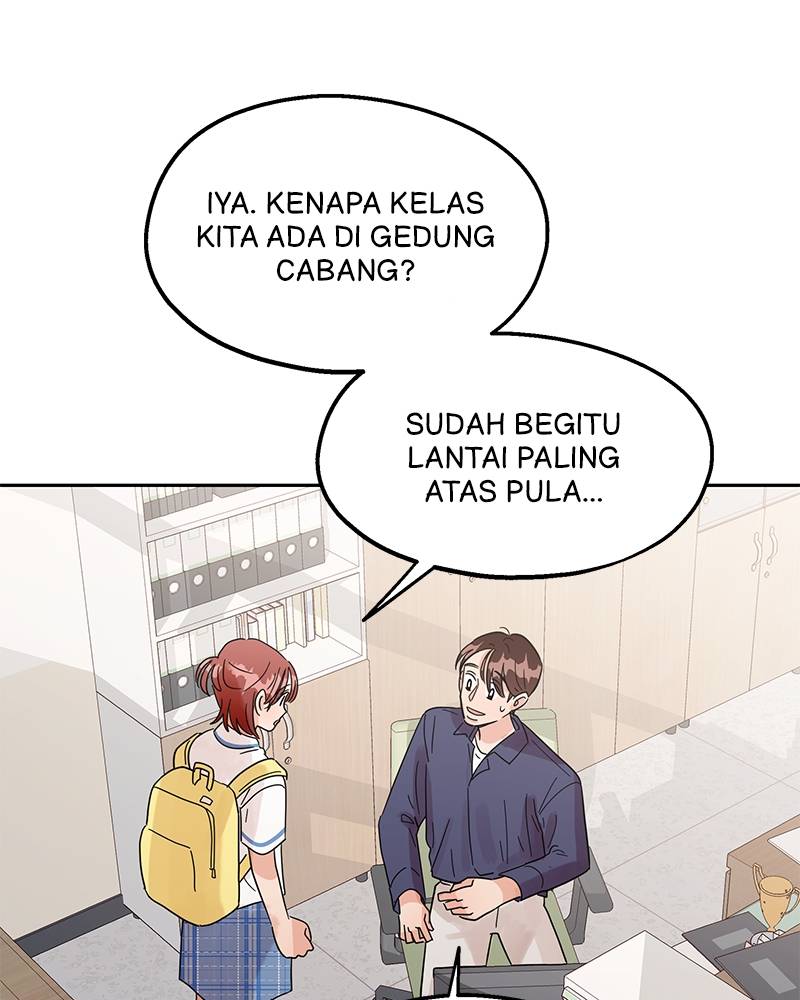 IYA. KENAPA KELAS
KITA ADA DI GEDUNG
CABANG?
SUDAH BEGITU
LANTAI PALING
ATAS PULA...